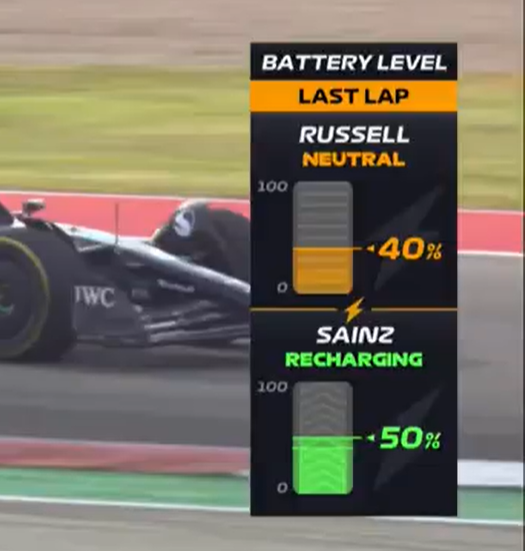 BATTERY LEVEL
LAST LAP
RUSSELL
NEUTRAL
100
40%
0
SAINZ
RECHARGING
100
50%
0
IWC
S